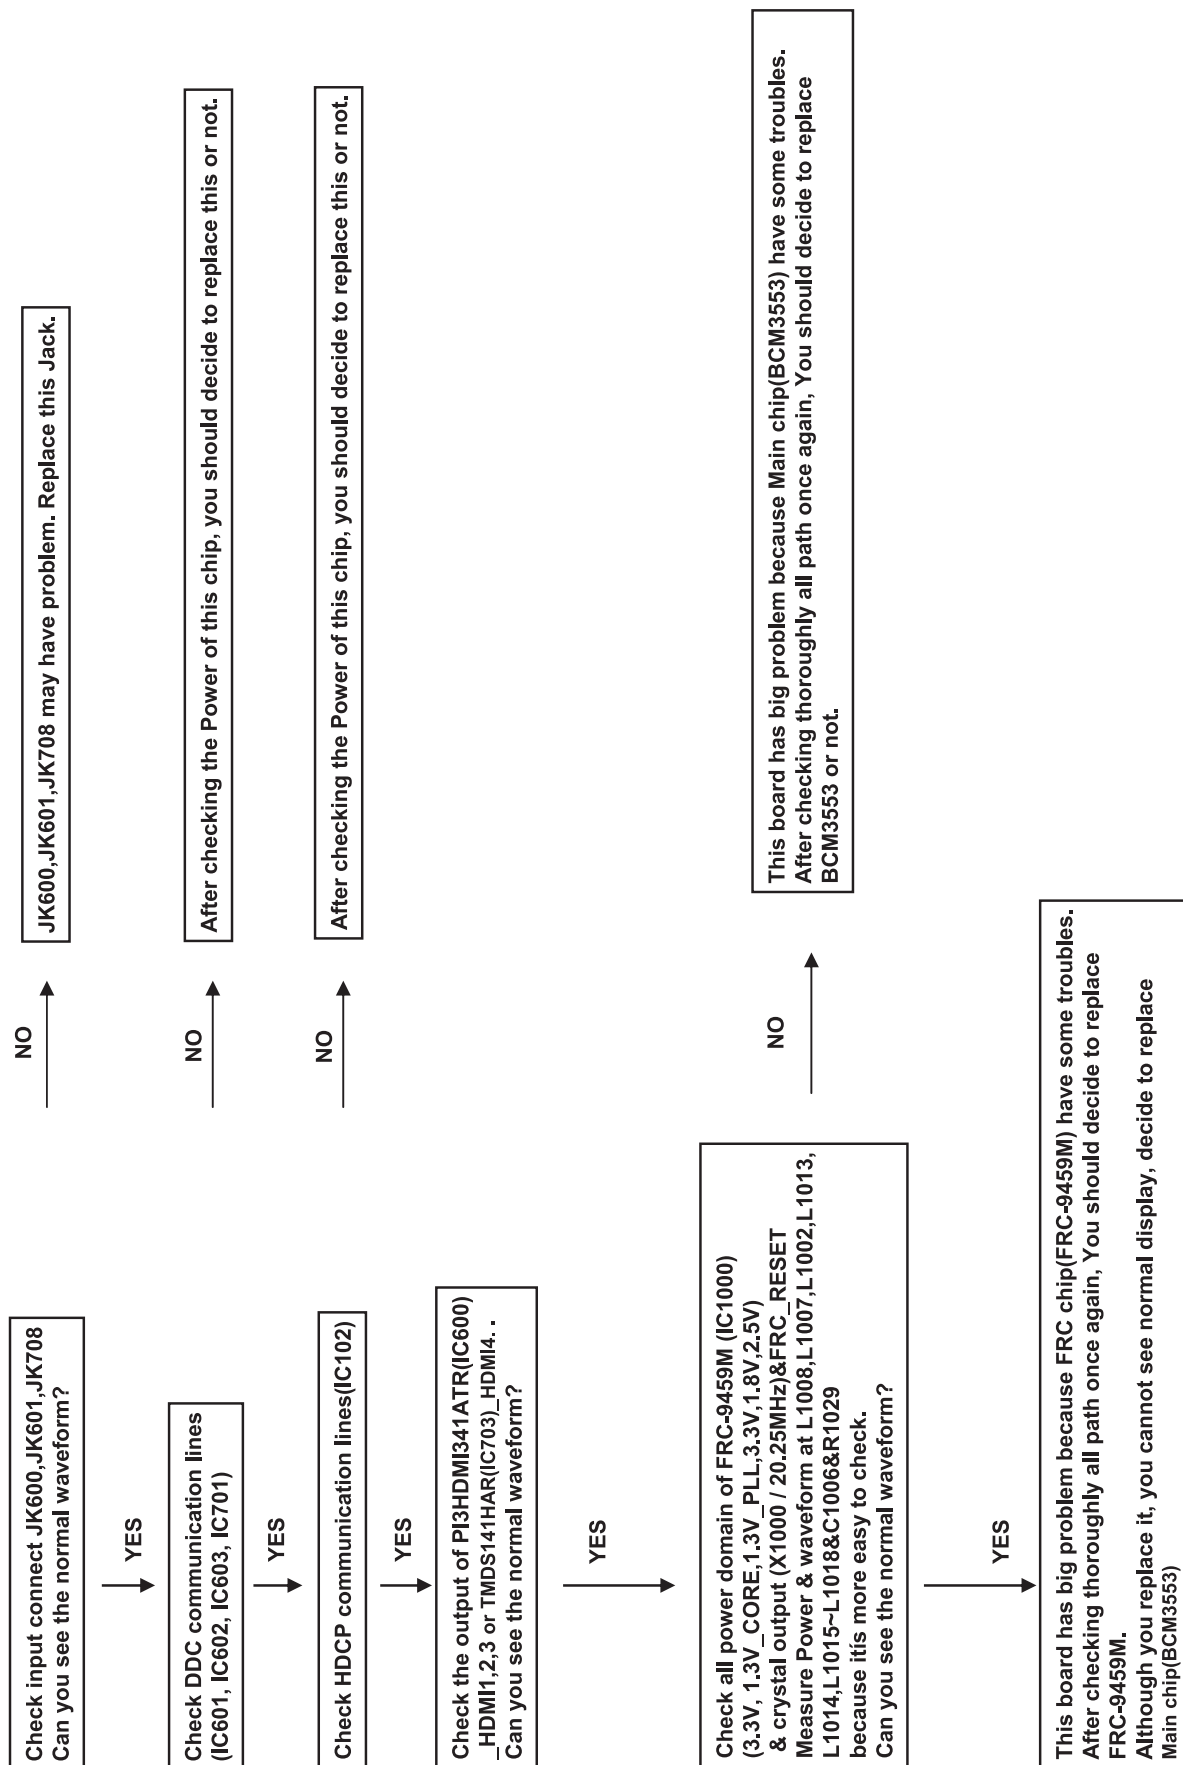 Check input connect JK600,JK601,JK708
Can you see the normal waveform?
NO
JK600,JK601,JK708 may have problem. Replace this Jack.
YES
Check DDC communication lines
(IC601, IC602, IC603, IC701)
NO
After checking the Power of this chip, you should decide to replace this or not.
YES
Check HDCP communication lines(IC102)
NO
After checking the Power of this chip, you should decide to replace this or not.
YES
Check the output of PI3HDMI341ATR(IC600)
_HDMI1,2,3 or TMDS141HAR(IC703)_HDMI4. .
Can you see the normal waveform?
YES
Check all power domain of FRC-9459M (IC1000)
(3.3V, 1.3V_CORE,1.3V_PLL,3.3V,1.8V,2.5V)
& crystal output (X1000 / 20.25MHz)&FRC_RESET
Measure Power & waveform at L1008,L1007,L1002,L1013,
L1014,L1015~L1018&C1006&R1029
because itís more easy to check.
Can you see the normal waveform?
NO
This board has big problem because Main chip(BCM3553) have some troubles.
After checking thoroughly all path once again, You should decide to replace
BCM3553 or not.
YES
This board has big problem because FRC chip(FRC-9459M) have some troubles.
After checking thoroughly all path once again, You should decide to replace
FRC-9459M.
Although you replace it, you cannot see normal display, decide to replace
Main chip(BCM3553)